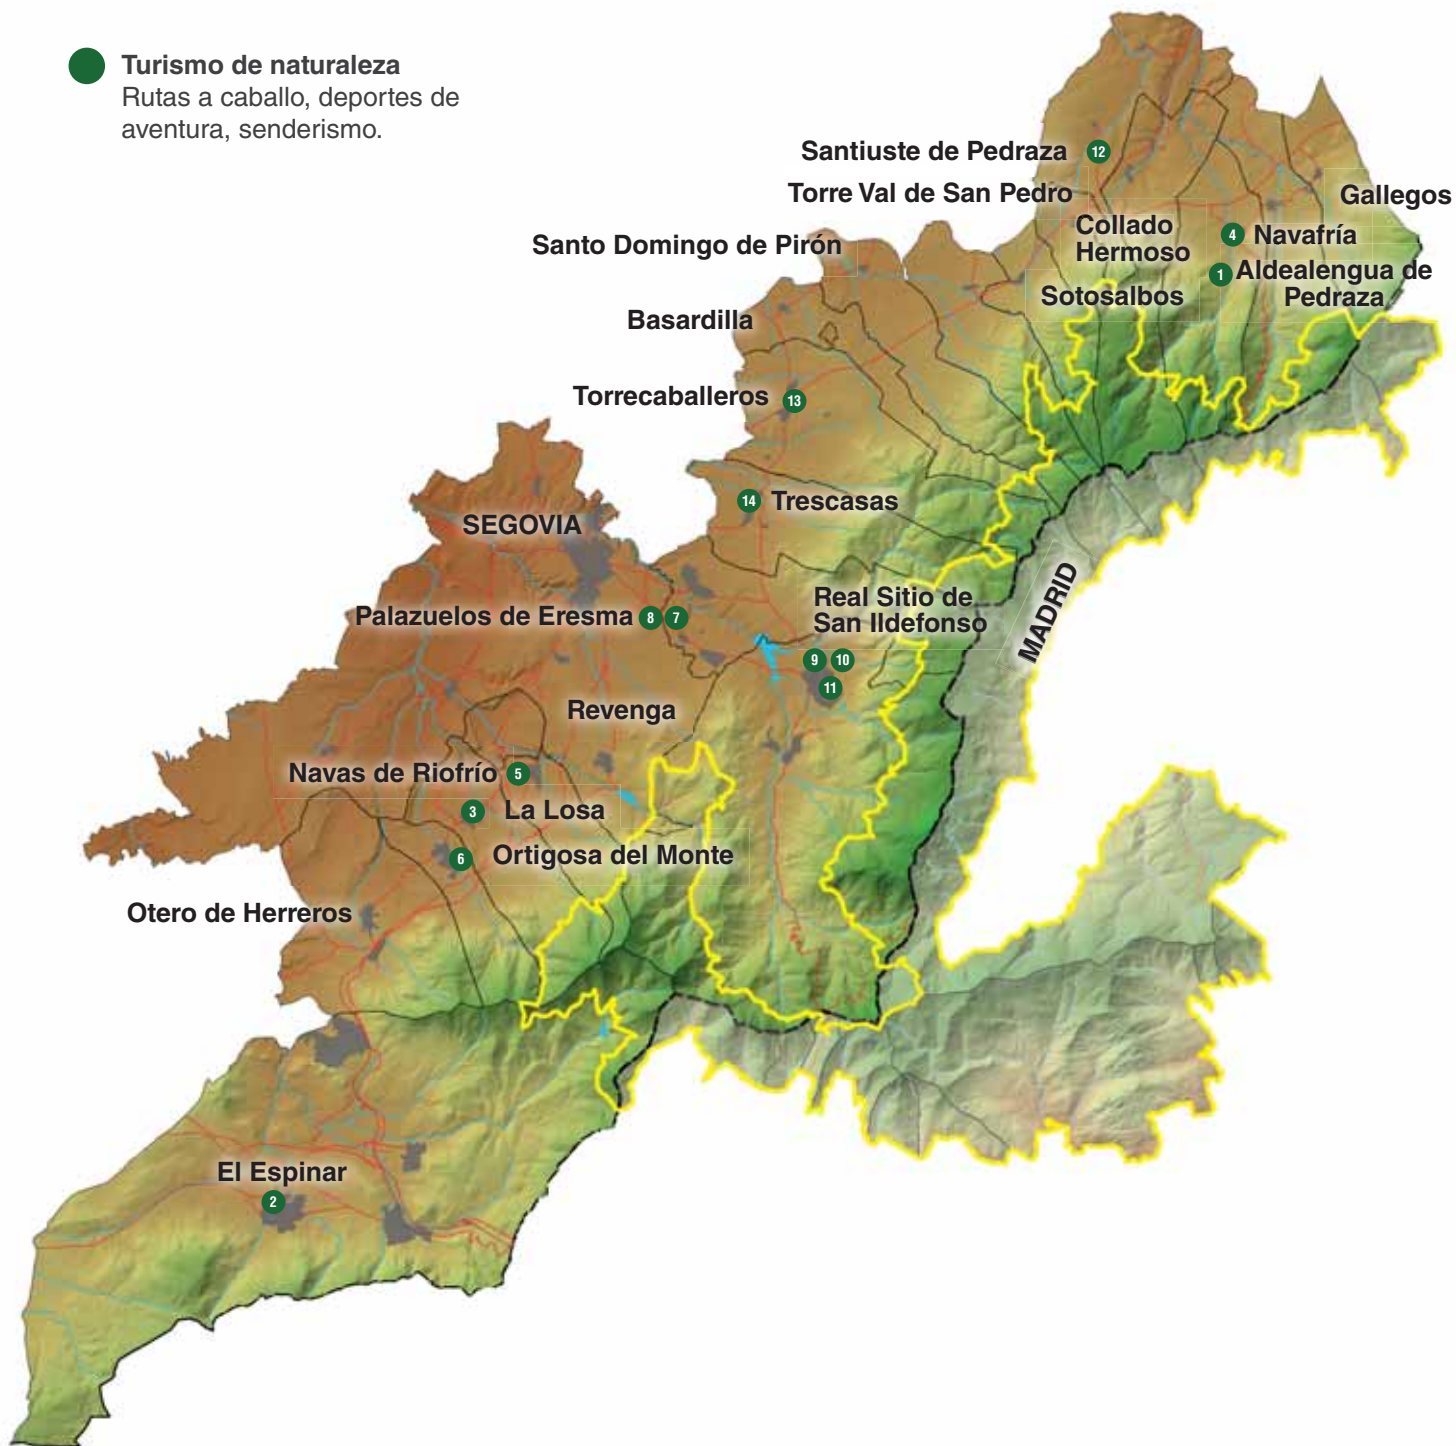 Turismo de naturaleza
Rutas a caballo, deportes de
aventura, senderismo.
Santiuste de Pedraza 12
Torre Val de San Pedro
Gallegos
Collado
Hermoso
4 Navafría
Santo Domingo de Pirón
1 Aldealengua de
Pedraza
Sotosalbos
Basardilla
Torrecaballeros 13
14 Trescasas
SEGOVIA
MADRID
Real Sitio de
San Ildefonso
Palazuelos de Eresma 8 7
9 10
11
Revenga
Navas de Riofrío 5
3 La Losa
6 Ortigosa del Monte
Otero de Herreros
El Espinar
2